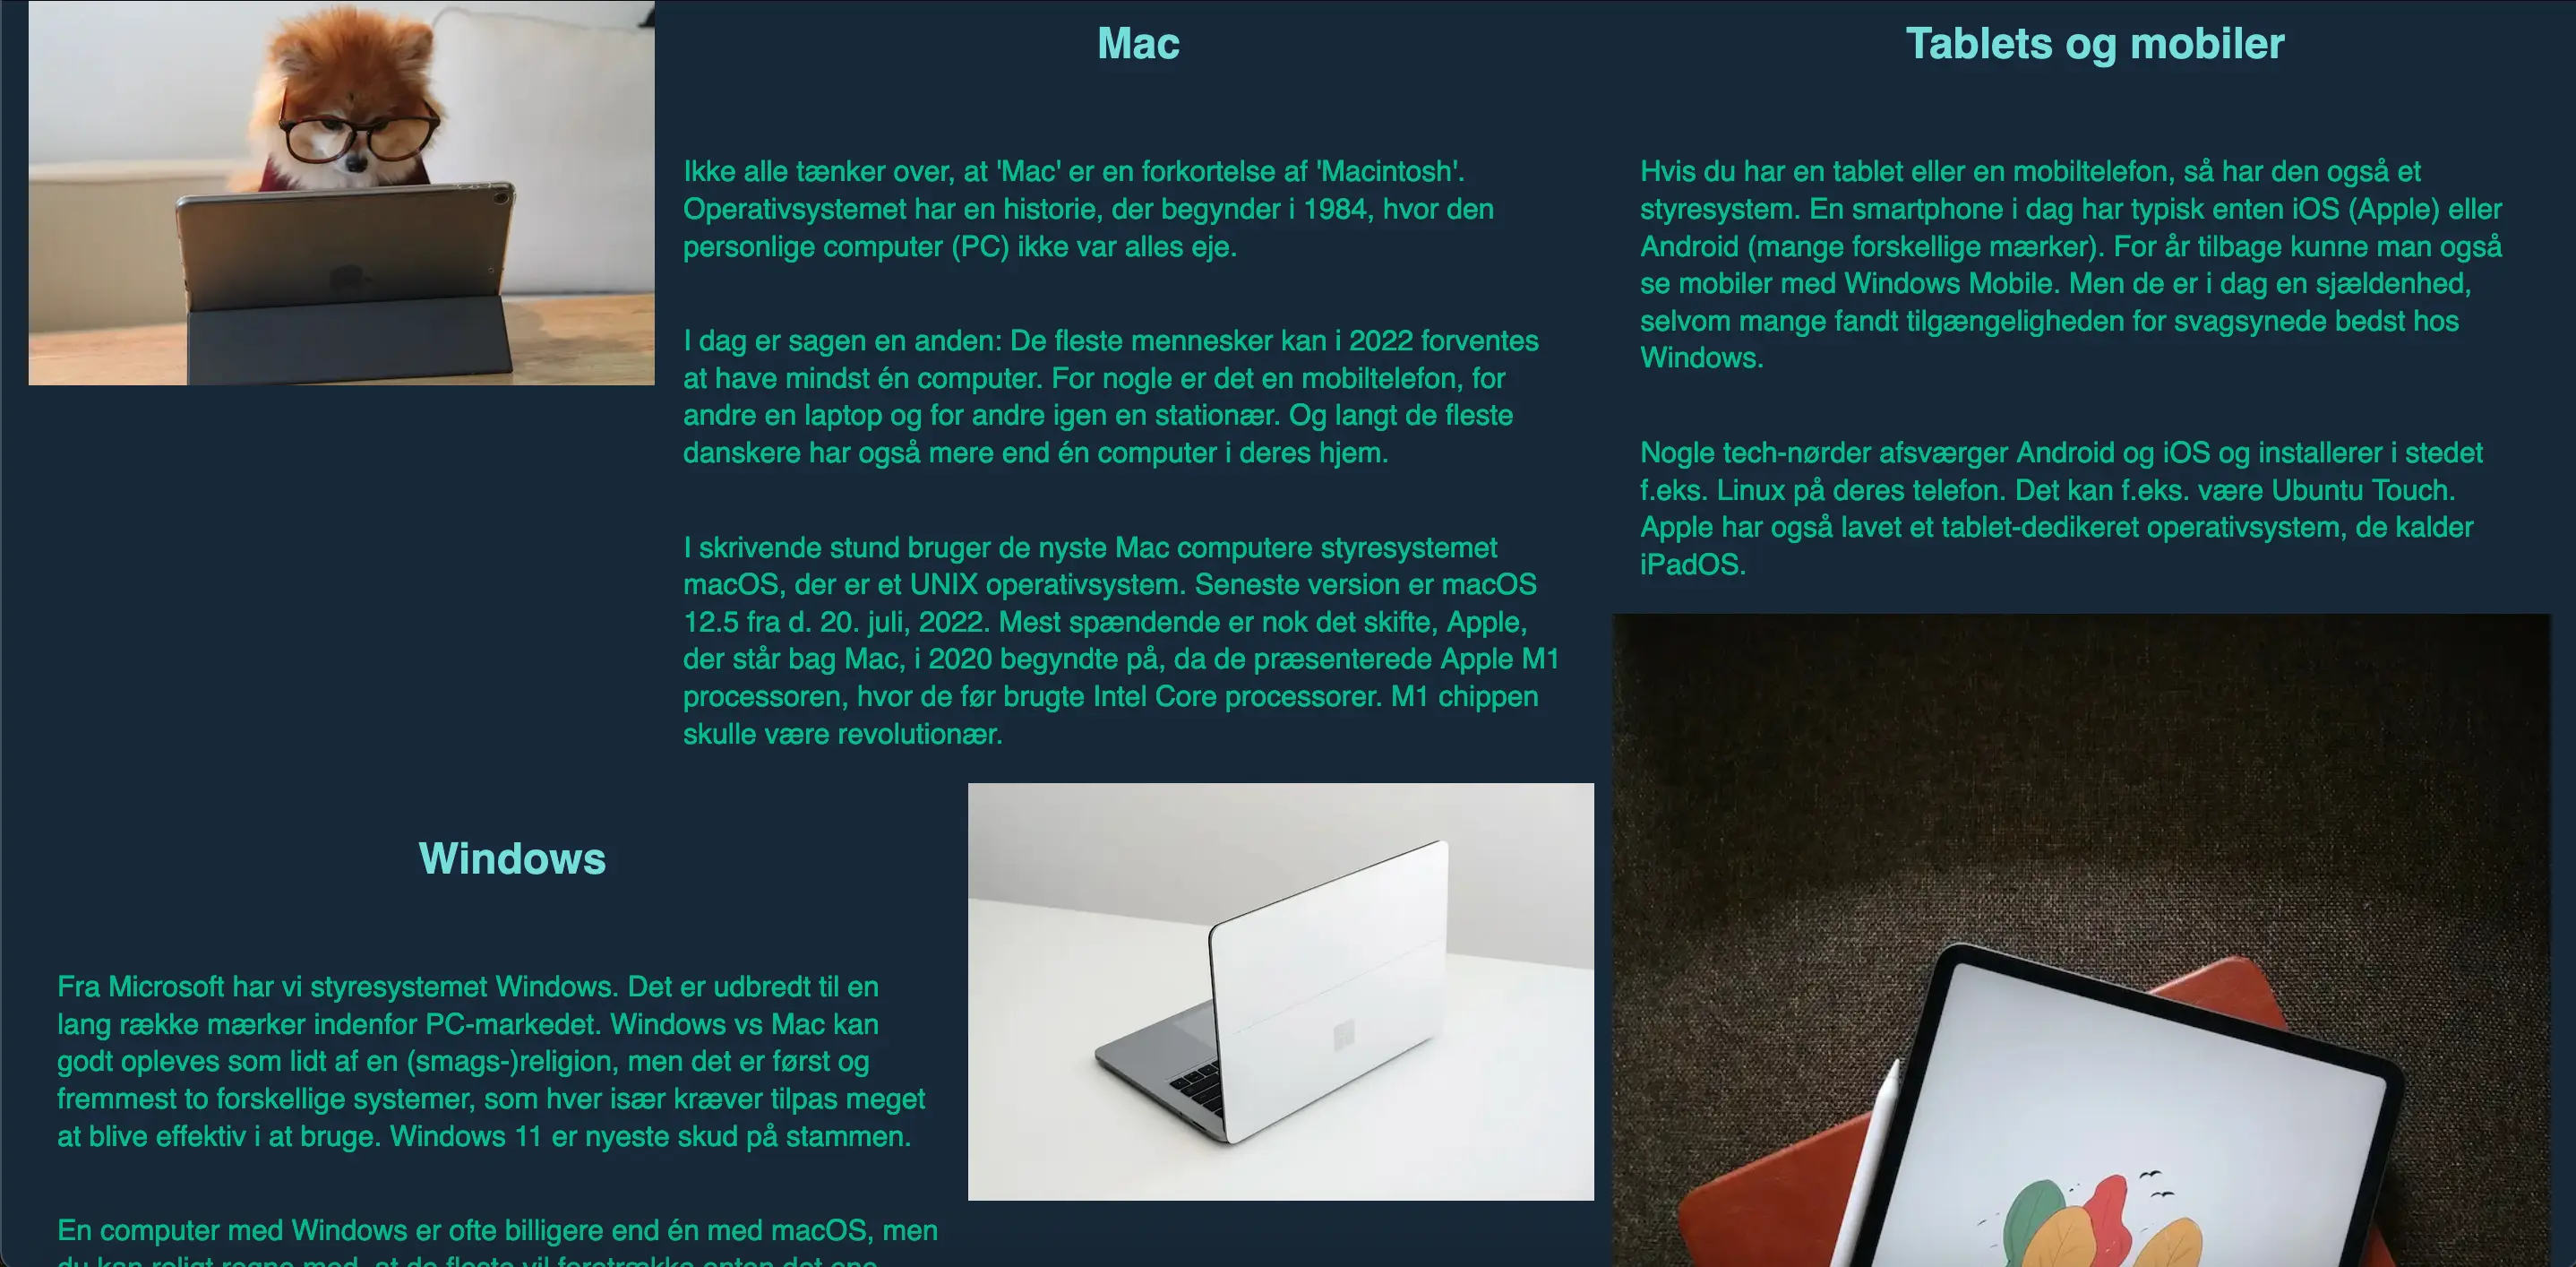 Mac
Ikke alle tænker over, at 'Mac' er en forkortelse af 'Macintosh'.
Operativsystemet har en historie, der begynder i 1984, hvor den
personlige computer (PC) ikke var alles eje.
I dag er sagen en anden: De fleste mennesker kan i 2022 forventes
at have mindst én computer. For nogle er det en mobiltelefon, for
andre en laptop og for andre igen en stationær. Og langt de fleste
danskere har også mere end én computer i deres hjem.
I skrivende stund bruger de nyste Mac computere styresystemet
macOS, der er et UNIX operativsystem. Seneste version er macOS
12.5 fra d. 20. juli, 2022. Mest spændende er nok det skifte, Apple,
der står bag Mac, i 2020 begyndte på, da de præsenterede Apple M1
processoren, hvor de før brugte Intel Core processorer. M1 chippen
skulle være revolutionær.
Windows
Fra Microsoft har vi styresystemet Windows. Det er udbredt til en
lang række mærker indenfor PC-markedet. Windows vs Mac kan
godt opleves som lidt af en (smags-)religion, men det er først og
fremmest to forskellige systemer, som hver især kræver tilpas meget
at blive effektiv i at bruge. Windows 11 er nyeste skud på stammen.
En computer med Windows er ofte billigere end én med macOS, men
du kan roligt regne med, at de fleste vil foretrække enten det ene
Tablets og mobiler
Hvis du har en tablet eller en mobiltelefon, så har den også et
styresystem. En smartphone i dag har typisk enten iOS (Apple) eller
Android (mange forskellige mærker). For år tilbage kunne man også
se mobiler med Windows Mobile. Men de er i dag en sjældenhed,
selvom mange fandt tilgængeligheden for svagsynede bedst hos
Windows.
Nogle tech-nørder afsværger Android og iOS og installerer i stedet
f.eks. Linux på deres telefon. Det kan f.eks. være Ubuntu Touch.
Apple har også lavet et tablet-dedikeret operativsystem, de kalder
iPadOS.